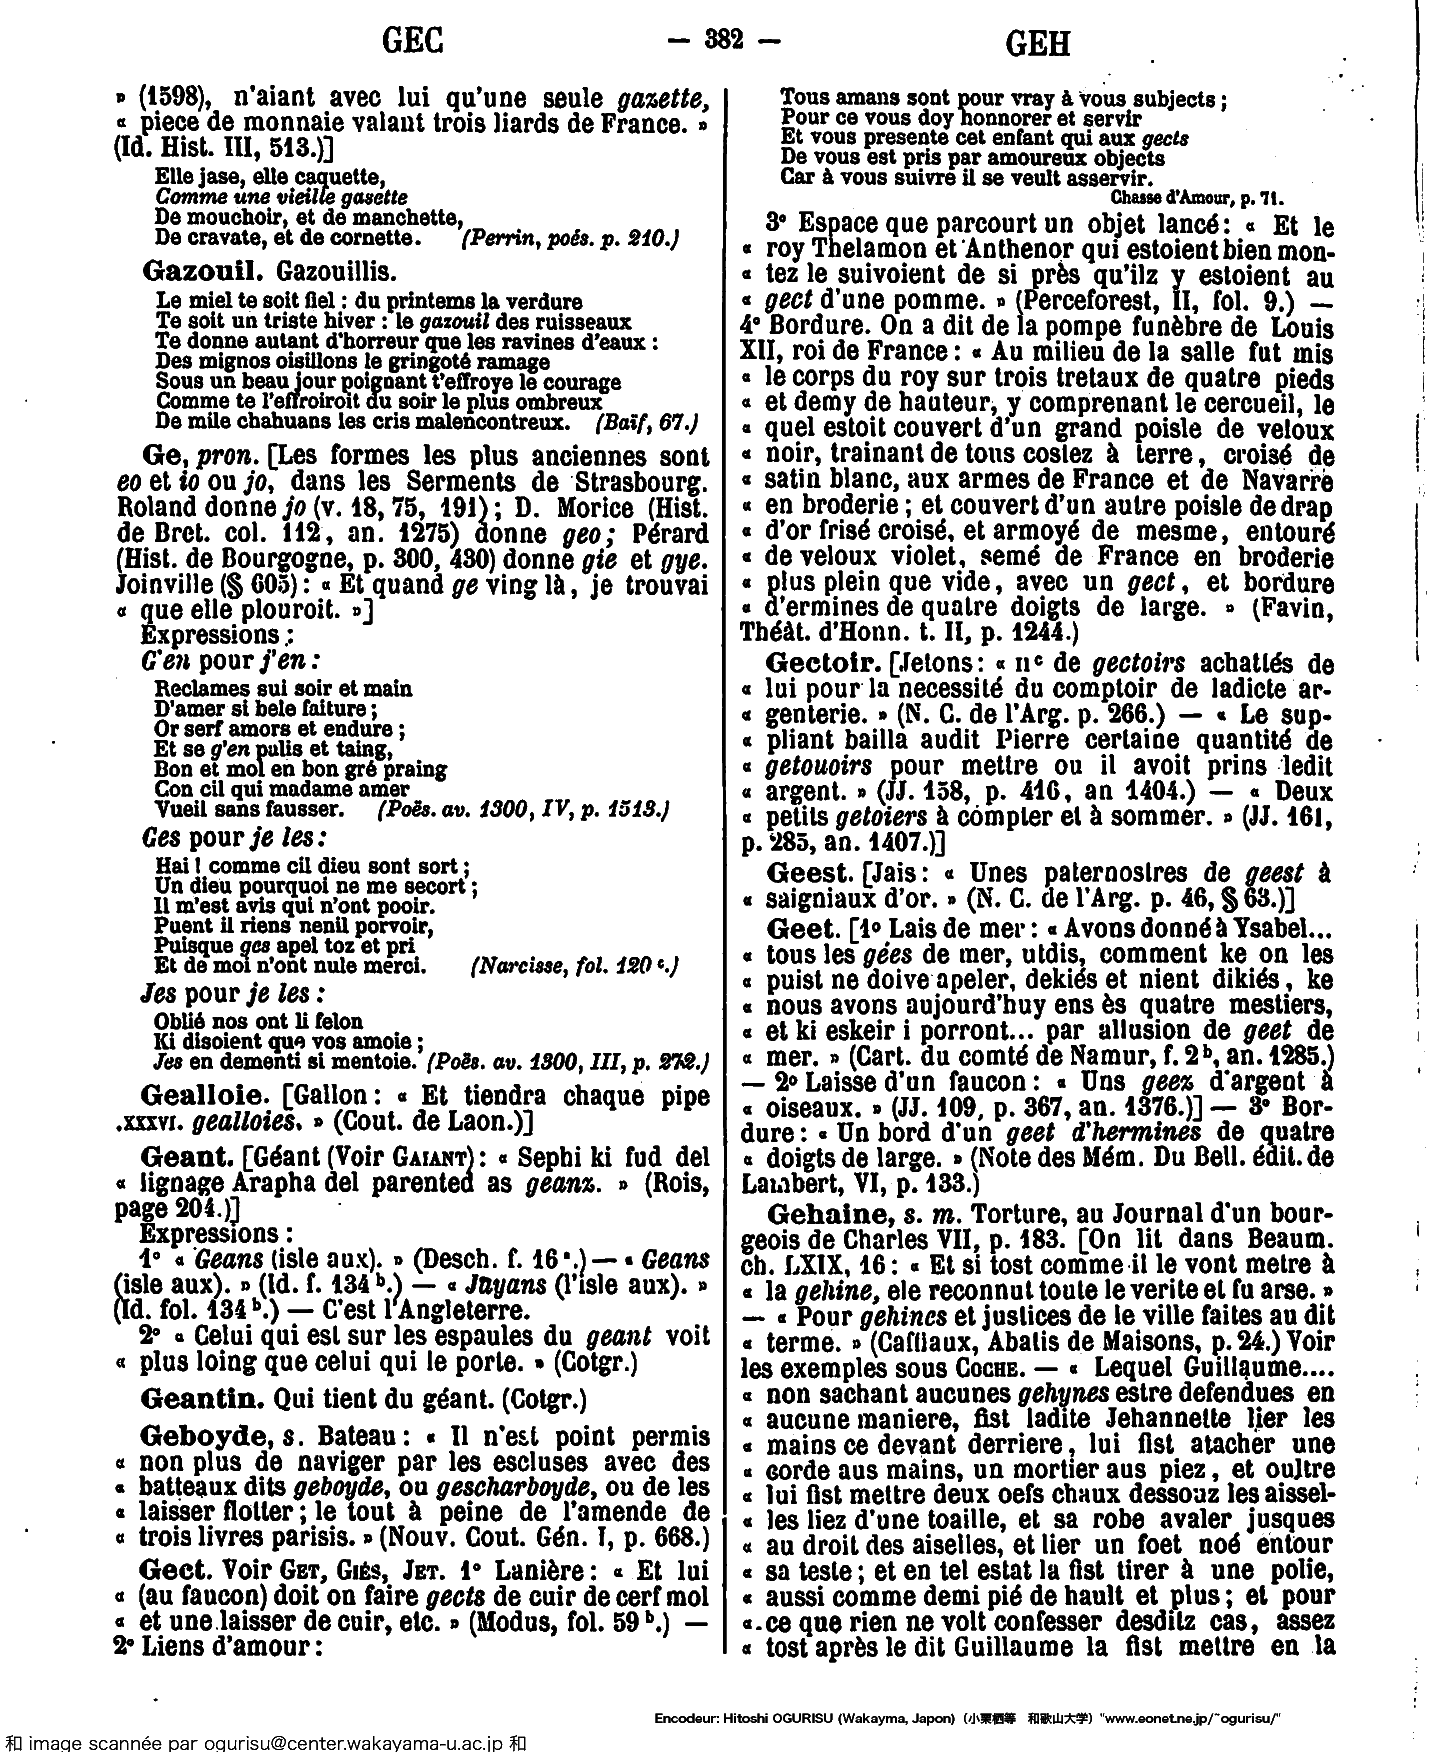 GEC
— 382 —
GEH
» (1598), n'aiant avec lui qu'une seule gazette,
« piece de monnaie valant trois liards de France. »
(Id. Hist. III, 513.)]
Elle jase, elle caquette,
Comme une vieille gasette
De mouchoir, et de manchette,
De cravate, et de cornette. (Perrin, poés. p. 210.)
Gazouil. Gazouillis.
Le miel te soit fiel : du printems la verdure
Te soit un triste hiver : le gazouil des ruisseaux
Te donne autant d'horreur que les ravines d'eaux :
Des mignos oisillons le gringoté ramage
Sous un beau jour poignant t'effroye le courage
Comme te l'effroiroit du soir le plus ombreux
De mile chahuans les cris malencontreux. (Baïf, 67.)
Ge, pron. [Les formes les plus anciennes sont
eo et io ou jo, dans les Serments de Strasbourg.
Roland donne jo (v. 18, 75, 191) ; D. Morice (Hist.
de Bret. col. 112, an. 1275) donne geo ; Pérard
(Hist. de Bourgogne, p. 300, 430) donne gie et gye.
Joinville (§ 605) : « Et quand ge ving là, je trouvai
« que elle plouroit. »]
Expressions :
G'en pour j'en :
Reclames sui soir et main
D'amer si bele faiture ;
Or serf amors et endure ;
Et se g'en palis et taing,
Bon et mol en bon gré praing
Con cil qui madame amer
Vueil sans fausser. (Poës. av. 1300, IV, p. 1513.)
Ges pour je les :
Hai ! comme cil dieu sont sort ;
Un dieu pourquoi ne me secort ;
Il m'est avis qui n'ont pooir.
Puent il riens nenil porvoir,
Puisque ges apel toz et pri
Et de moi n'ont nule merci. (Narcisse, fol. 120 c.)
Jes pour je les :
Oblié nos ont li felon
Ki disoient que vos amoie ;
Jes en dementi si mentoie. (Poës. av. 1300, III, p. 272.)
Gealloie. [Gallon : « Et tiendra chaque pipe
.XXXVI. gealloies. » (Cout. de Laon.)]
Geant. [Géant (Voir GAIANT) : « Sephi ki fud del
« lignage Arapha del parented as geanz. » (Rois,
page 204.)]
Expressions :
1° « Geans (isle aux). » (Desch. f. 16 a.) — « Geans
(isle aux). » (Id. f. 134 b.) — « Jayans (l'isle aux). »
(Id. fol. 134 b.) — C'est l'Angleterre.
2° « Celui qui est sur les espaules du geant voit
« plus loing que celui qui le porte. » (Cotgr.)
Geantin. Qui tient du géant. (Cotgr.)
Geboyde, s. Bateau : « Il n'est point permis
« non plus de naviger par les escluses avec des
« batteaux dits geboyde, ou gescharboyde, ou de les
« laisser flotter ; le tout à peine de l'amende de
« trois livres parisis. » (Nouv. Cout. Gén. I, p. 668.)
Gect. Voir GET, GIÉS, JET. 1° Lanière : « Et lui
« (au faucon) doit on faire gects de cuir de cerf mol
« et une laisser de cuir, etc. » (Modus, fol. 59 b.) —
2° Liens d'amour :
Tous amans sont pour vray à vous subjects ;
Pour ce vous doy honnorer et servir
Et vous presente cet enfant qui aux gects
De vous est pris par amoureux objects
Car à vous suivre il se veult asservir.
Chasse d'Amour, p. 71.
3° Espace que parcourt un objet lancé : « Et le
« roy Thelamon et Anthenor qui estoient bien mon-
« tez le suivoient de si près qu'ilz y estoient au
« gect d'une pomme. » (Perceforest, II, fol. 9.) —
4° Bordure. On a dit de la pompe funèbre de Louis
XII, roi de France : « Au milieu de la salle fut mis
« le corps du roy sur trois tretaux de quatre pieds
« et demy de hauteur, y comprenant le cercueil, le
« quel estoit couvert d'un grand poisle de veloux
« noir, trainant de tous costez à terre, croisé de
« satin blanc, aux armes de France et de Navarre
« en broderie ; et couvert d'un autre poisle de drap
« d'or frisé croisé, et armoyé de mesme, entouré
« de veloux violet, semé de France en broderie
« plus plein que vide, avec un gect, et bordure
« d'ermines de quatre doigts de large. » (Favin,
Théât. d'Honn. t. II, p. 1244.)
Gectoir. [Jetons : « IIc de gectoirs achattés de
« lui pour la necessité du comptoir de ladicte ar-
« genterie. » (N. C. de l'Arg. p. 266.) — « Le sup-
« pliant bailla audit Pierre certaine quantité de
« getouoirs pour mettre ou il avoit prins ledit
« argent. » (JJ. 158, p. 416, an 1404.) — « Deux
« petits getoiers à compter et à sommer. » (JJ. 161,
p. 285, an. 1407.)]
Geest. [Jais : « Unes paternostres de geest à
« saigniaux d'or. » (N. C. de l'Arg. p. 46, § 63.)]
Geet. [1° Lais de mer : « Avons donné à Ysabel...
« tous les gées de mer, utdis, comment ke on les
« puist ne doive apeler, dekiés et nient dikiés, ke
« nous avons aujourd'huy ens ès quatre mestiers,
« et ki eskeir i porront... par allusion de geet de
« mer. » (Cart. du comté de Namur, f. 2 b, an. 1285.)
— 2° Laisse d'un faucon : « Uns geez d'argent à
« oiseaux. » (JJ. 109, p. 367, an. 1376.)] — 3° Bor-
dure : « Un bord d'un geet d'hermines de quatre
« doigts de large. » (Note des Mém. Du Bell. édit. de
Lambert, VI, p. 133.)
Gehaine, s. m. Torture, au Journal d'un bour-
geois de Charles VII, p. 183. [On lit dans Beaum.
ch. LXIX, 16 : « Et si tost comme il le vont metre à
« la gehine, ele reconnut toute le verite et fu arse. »
— « Pour gehines et justices de le ville faites au dit
« terme. » (Caffiaux, Abatis de Maisons, p. 24.) Voir
les exemples sous COCHE. — « Lequel Guillaume....
« non sachant aucunes gehynes estre defendues en
« aucune maniere, fist ladite Jehannette lier les
« mains ce devant derriere, lui fist atacher une
« corde aus mains, un mortier aus piez, et oultre
« lui fist mettre deux oefs chaux dessouz les aissel-
« les liez d'une toaille, et sa robe avaler jusques
« au droit des aiselles, et lier un foet noé entour
« sa teste ; et en tel estat la fist tirer à une polie,
« aussi comme demi pié de hault et plus ; et pour
« ce que rien ne volt confesser desditz cas, assez
« tost après le dit Guillaume la fist mettre en la
Encodeur: Hitoshi OGURISU (Wakayma, Japon) (小栗栖等 和歌山大学) "www.eonet.ne.jp/~ogurisu/"
和 image scannée par ogurisu@center.wakayama-u.ac.jp 和